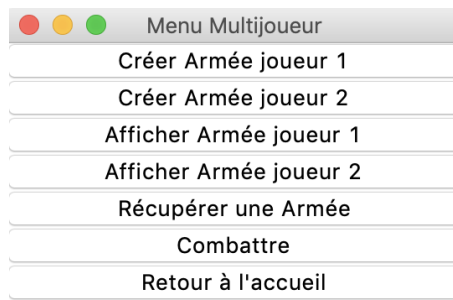 Menu Multijoueur
Créer Armée joueur 1
Créer Armée joueur 2
Afficher Armée joueur 1
Afficher Armée joueur 2
Récupérer une Armée
Combattre
Retour à l'accueil